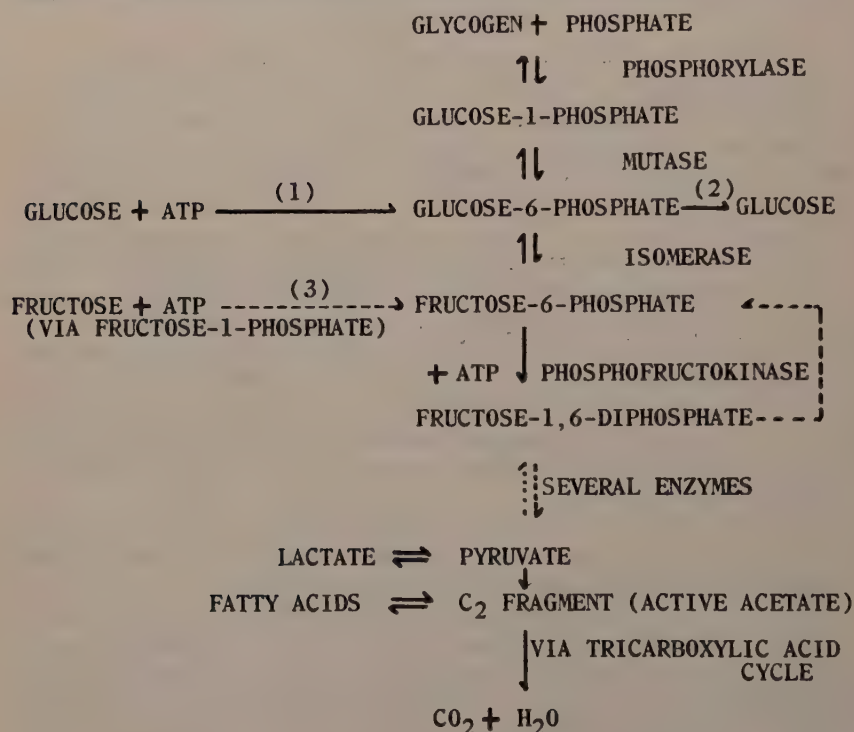 GLYCOGEN + PHOSPHATE
PHOSPHORYLASE
GLUCOSE-1-PHOSPHATE
MUTASE
GLUCOSE + ATP (1) GLUCOSE-6-PHOSPHATE (2) GLUCOSE
ISOMERASE
FRUCTOSE + ATP (3) FRUCTOSE-6-PHOSPHATE
(VIA FRUCTOSE-1-PHOSPHATE)
+ ATP PHOSPHOFRUCTOKINASE
FRUCTOSE-1,6-DIPHOSPHATE
SEVERAL ENZYMES
LACTATE ⇌ PYRUVATE
FATTY ACIDS ⇌ C₂ FRAGMENT (ACTIVE ACETATE)
VIA TRICARBOXYLIC ACID
CYCLE
CO₂ + H₂O